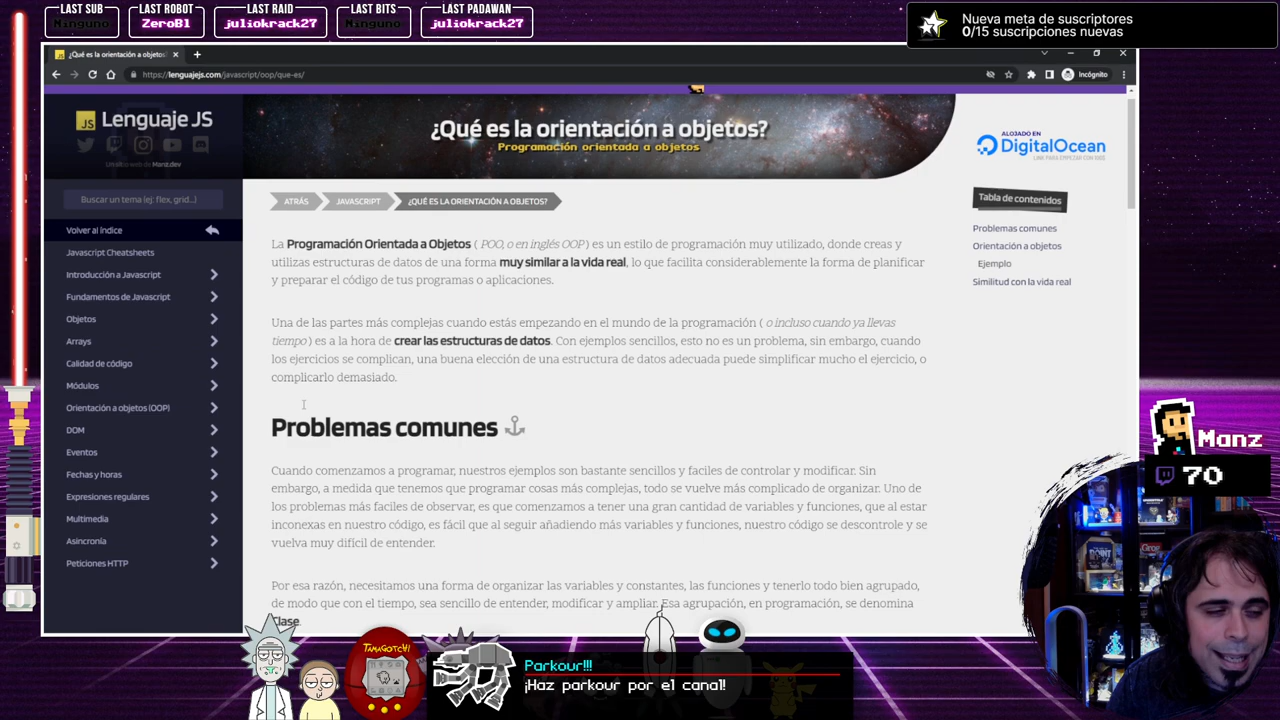 LAST SUB
Ninguno
LAST ROBOT
ZeroBl
LAST RAID
juliokrack27
LAST BITS
Ninguno
LAST PADAWAN
juliokrack27
Nueva meta de suscriptores
0/15 suscripciones nuevas
¿Qué es la orientación a objetos
https://lenguajejs.com/javascript/oop/que-es/
Incógnito
JS Lenguaje JS
Un sitio web de Manz.dev
Buscar un tema (ej: flex, grid...)
Volver al índice
Javascript Cheatsheets
Introducción a Javascript
Fundamentos de Javascript
Objetos
Arrays
Calidad de código
Módulos
Orientación a objetos (OOP)
DOM
Eventos
Fechas y horas
Expresiones regulares
Multimedia
Asincronía
Peticiones HTTP
¿Qué es la orientación a objetos?
Programación orientada a objetos
ATRÁS
JAVASCRIPT
¿QUÉ ES LA ORIENTACIÓN A OBJETOS?
La Programación Orientada a Objetos ( POO, o en inglés OOP ) es un estilo de programación muy utilizado, donde creas y
utilizas estructuras de datos de una forma muy similar a la vida real, lo que facilita considerablemente la forma de planificar
y preparar el código de tus programas o aplicaciones.
Una de las partes más complejas cuando estás empezando en el mundo de la programación ( o incluso cuando ya llevas
tiempo ) es a la hora de crear las estructuras de datos. Con ejemplos sencillos, esto no es un problema, sin embargo, cuando
los ejercicios se complican, una buena elección de una estructura de datos adecuada puede simplificar mucho el ejercicio, o
complicarlo demasiado.
Problemas comunes
Cuando comenzamos a programar, nuestros ejemplos son bastante sencillos y faciles de controlar y modificar. Sin
embargo, a medida que tenemos que programar cosas más complejas, todo se vuelve más complicado de organizar. Uno de
los problemas más faciles de observar, es que comenzamos a tener una gran cantidad de variables y funciones, que al estar
inconexas en nuestro código, es fácil que al seguir añadiendo más variables y funciones, nuestro código se descontrole y se
vuelva muy difícil de entender.
Por esa razón, necesitamos una forma de organizar las variables y constantes, las funciones y tenerlo todo bien agrupado,
de modo que con el tiempo, sea sencillo de entender, modificar y ampliar. Esa agrupación, en programación, se denomina
Clase.
ALOJADO EN
DigitalOcean
Tabla de contenidos
Problemas comunes
Orientación a objetos
Ejemplo
Similitud con la vida real
Manz
70
TAMAGOTCHI
Parkour!!!
¡Haz parkour por el canal!